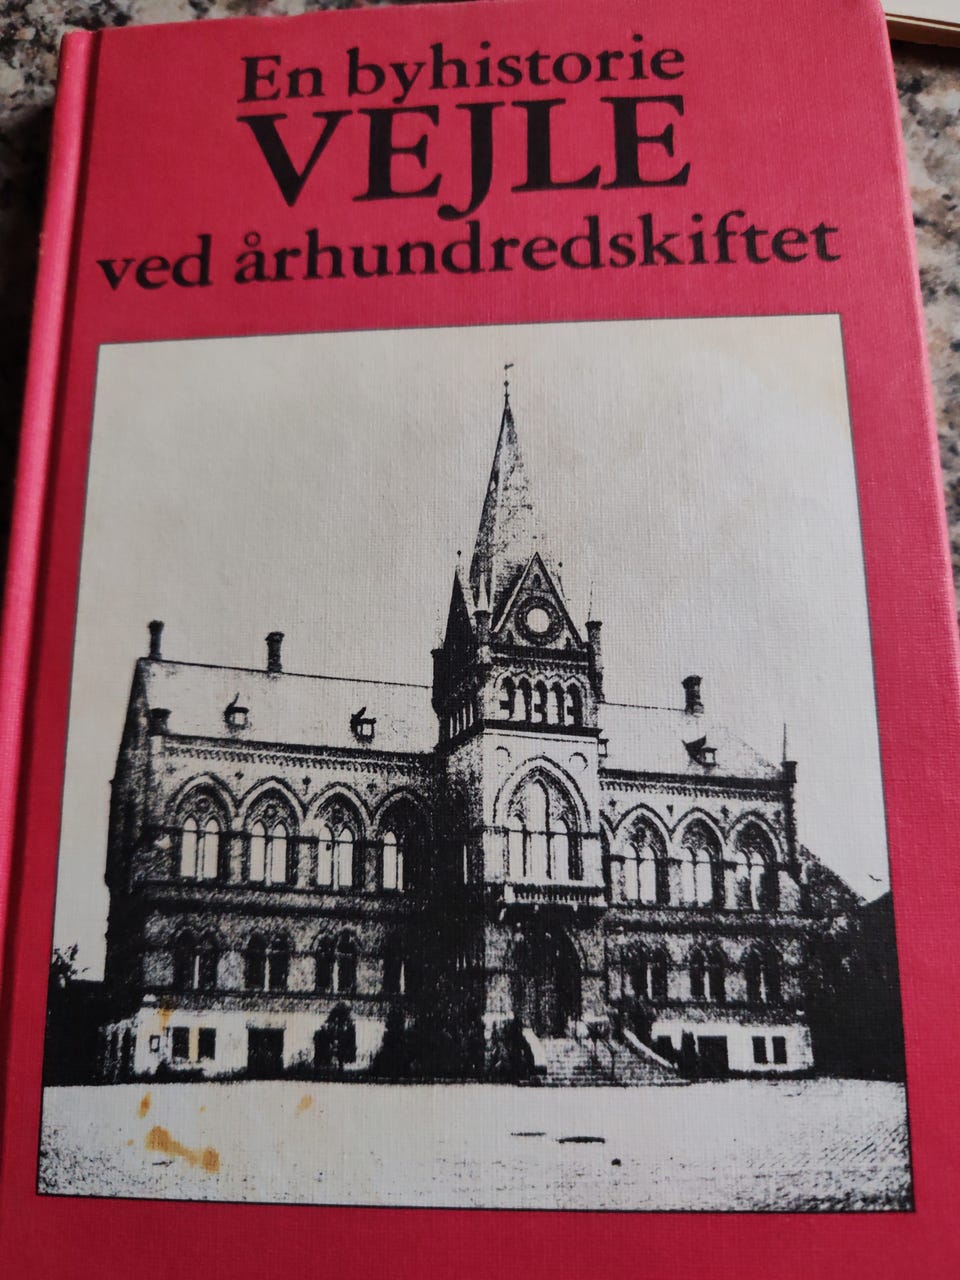 En byhistorie
VEJLE
ved århundredskiftet